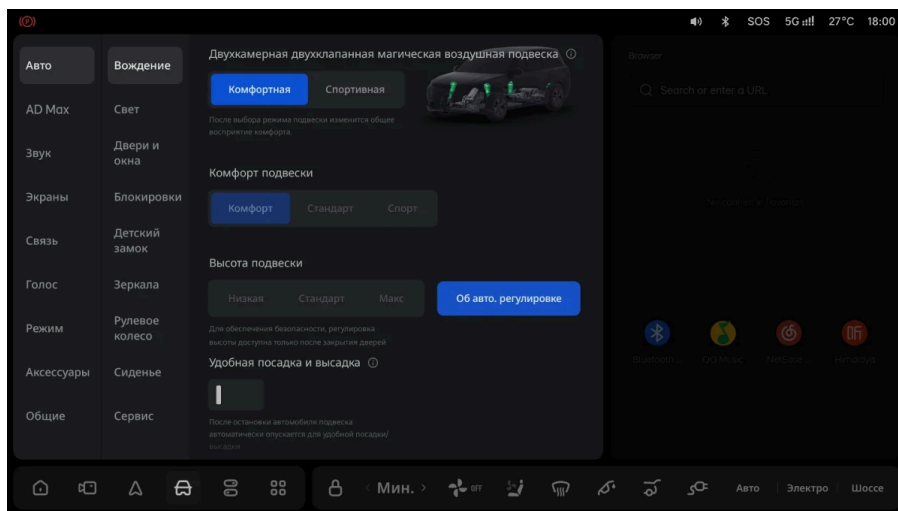 (P)
SOS 5G 27°C 18:00
Авто
AD Max
Звук
Экраны
Связь
Голос
Режим
Аксессуары
Общие
Вождение
Свет
Двери и
окна
Блокировки
Детский
замок
Зеркала
Рулевое
колесо
Сиденье
Сервис
Двухкамерная двухклапанная магическая воздушная подвеска
Комфортная Спортивная
После выбора режима подвески изменится общее
восприятие комфорта.
Комфорт подвески
Комфорт Стандарт Спорт
Высота подвески
Низкая Стандарт Макс Об авто. регулировке
Для обеспечения безопасности, регулировка
высоты доступна только после закрытия дверей
Удобная посадка и высадка
После остановки автомобиля подвеска
автоматически опускается для удобной посадки/
высадки
Browser
Search or enter a URL
QQ Music
< Мин. > OFF Авто Электро Шоссе